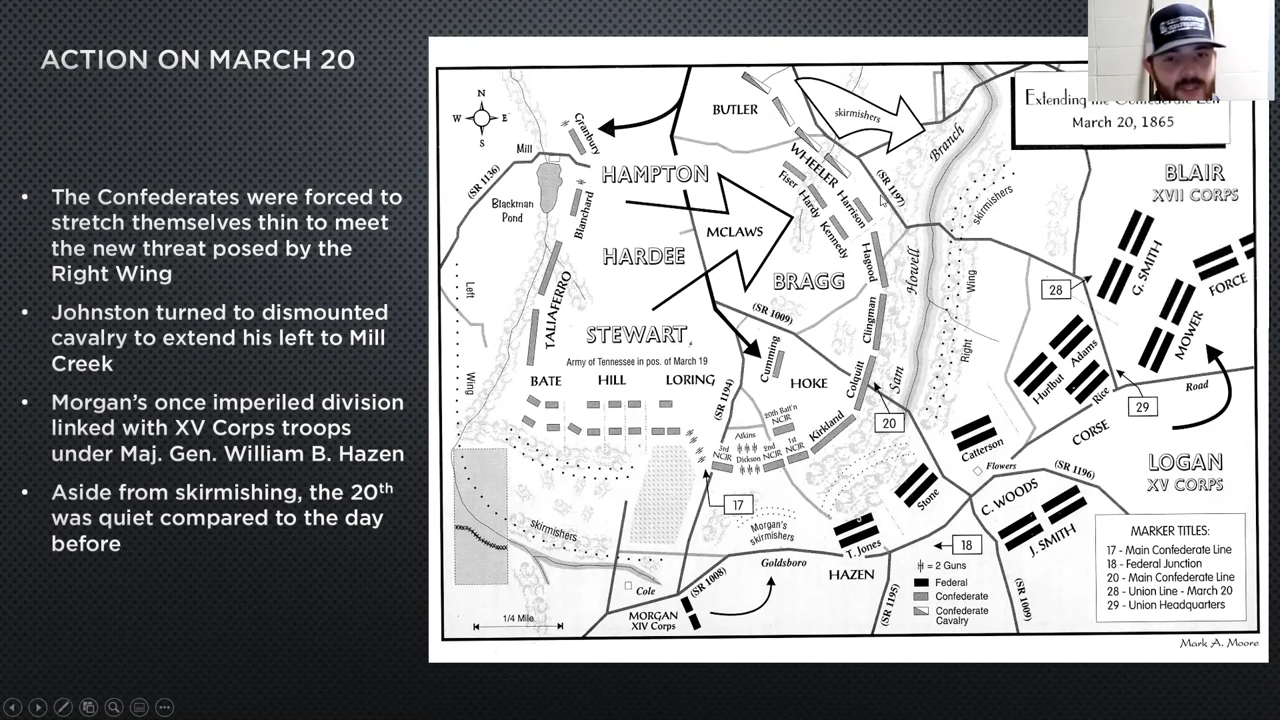 ACTION ON MARCH 20
• The Confederates were forced to
stretch themselves thin to meet
the new threat posed by the
Right Wing
• Johnston turned to dismounted
cavalry to extend his left to Mill
Creek
• Morgan's once imperiled division
linked with XV Corps troops
under Maj. Gen. William B. Hazen
• Aside from skirmishing, the 20th
was quiet compared to the day
before
Extending the Confederate Left
March 20, 1865
N
W E
S
Granbury
Mill
(SR 1136)
Blackman
Pond
Blanchard
TALIAFERRO
Left
Wing
BUTLER
skirmishers
Branch
HAMPTON
WHEELER
(SR 1197)
Fiser
Hardy
Harrison
Kennedy
MCLAWS
HARDEE
BRAGG
Hagood
Howell
skirmishers
Wing
Right
BLAIR
XVII CORPS
G. SMITH
FORCE
28
MOWER
(SR 1009)
STEWART
Army of Tennessee in pos. of March 19
BATE HILL LORING
Cumming
HOKE
Clingman
Colquitt
Sam
Adams
Hurlbut
Rice
Road
29
CORSE
(SR 1194)
20
20th Batt'n
NCJR
Kirkland
Atkins
3rd
NCJR
Dickson
2nd
NCJR
1st
NCJR
Catterson
Flowers
(SR 1196)
LOGAN
XV CORPS
17
Stone
C. WOODS
J. SMITH
skirmishers
Morgan's
skirmishers
T. Jones
18
Goldsboro
HAZEN
Cole
(SR 1008)
MORGAN
XIV Corps
(SR 1195)
(SR 1009)
1/4 Mile
= 2 Guns
Federal
Confederate
Confederate
Cavalry
MARKER TITLES:
17 - Main Confederate Line
18 - Federal Junction
20 - Main Confederate Line
28 - Union Line - March 20
29 - Union Headquarters
Mark A. Moore